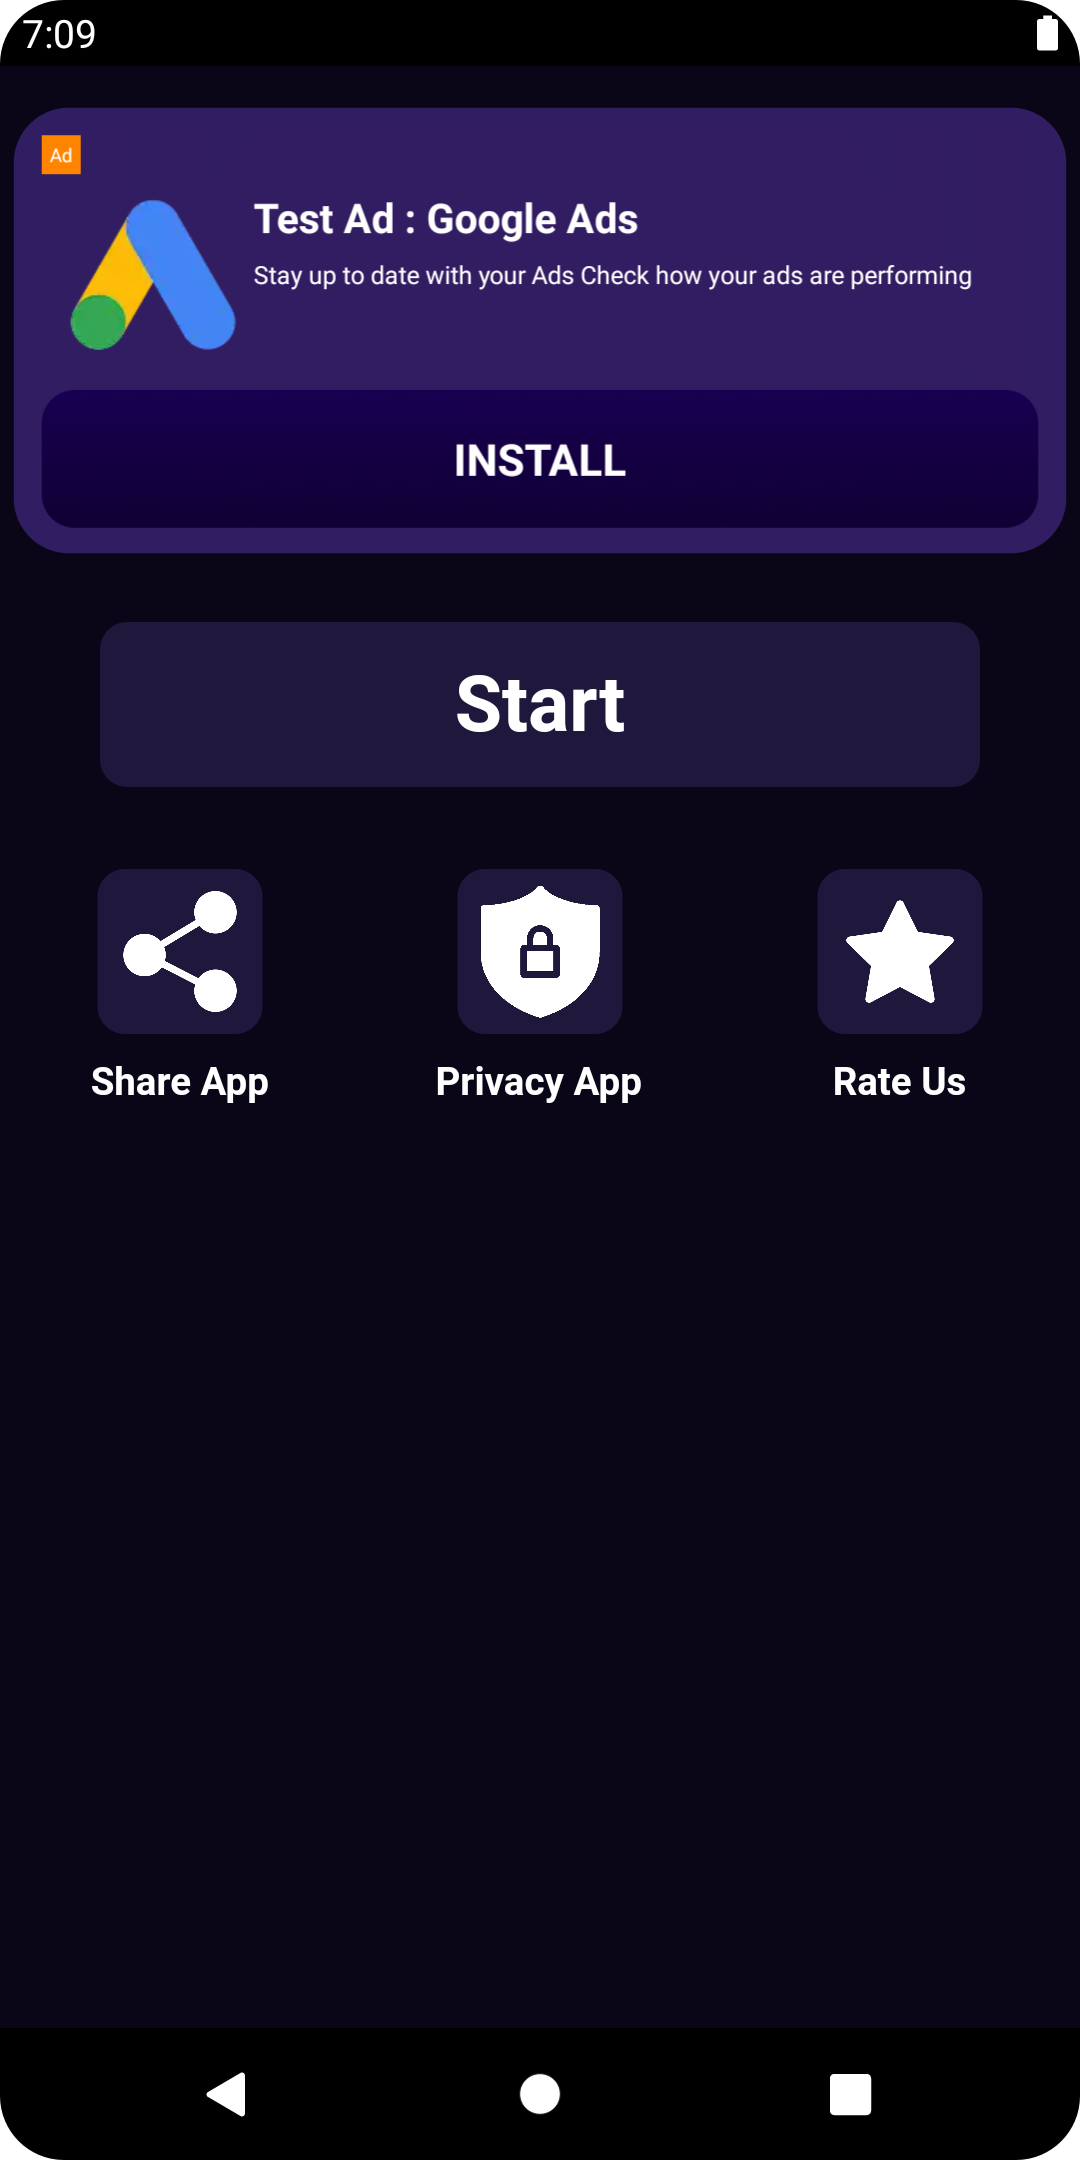 7:09
Ad
Test Ad : Google Ads
Stay up to date with your Ads Check how your ads are performing
INSTALL
Start
Share App
Privacy App
Rate Us